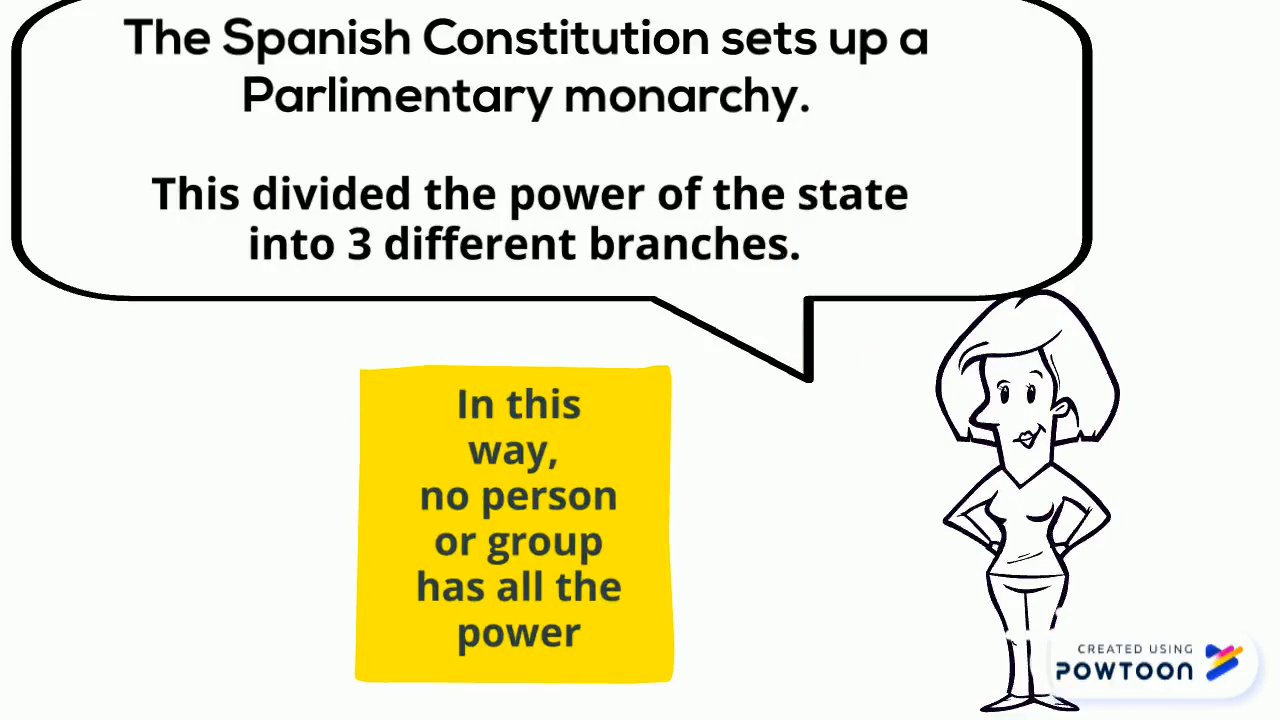 The Spanish Constitution sets up a
Parlimentary monarchy.
This divided the power of the state
into 3 different branches.
In this
way,
no person
or group
has all the
power
CREATED USING
POWTOON